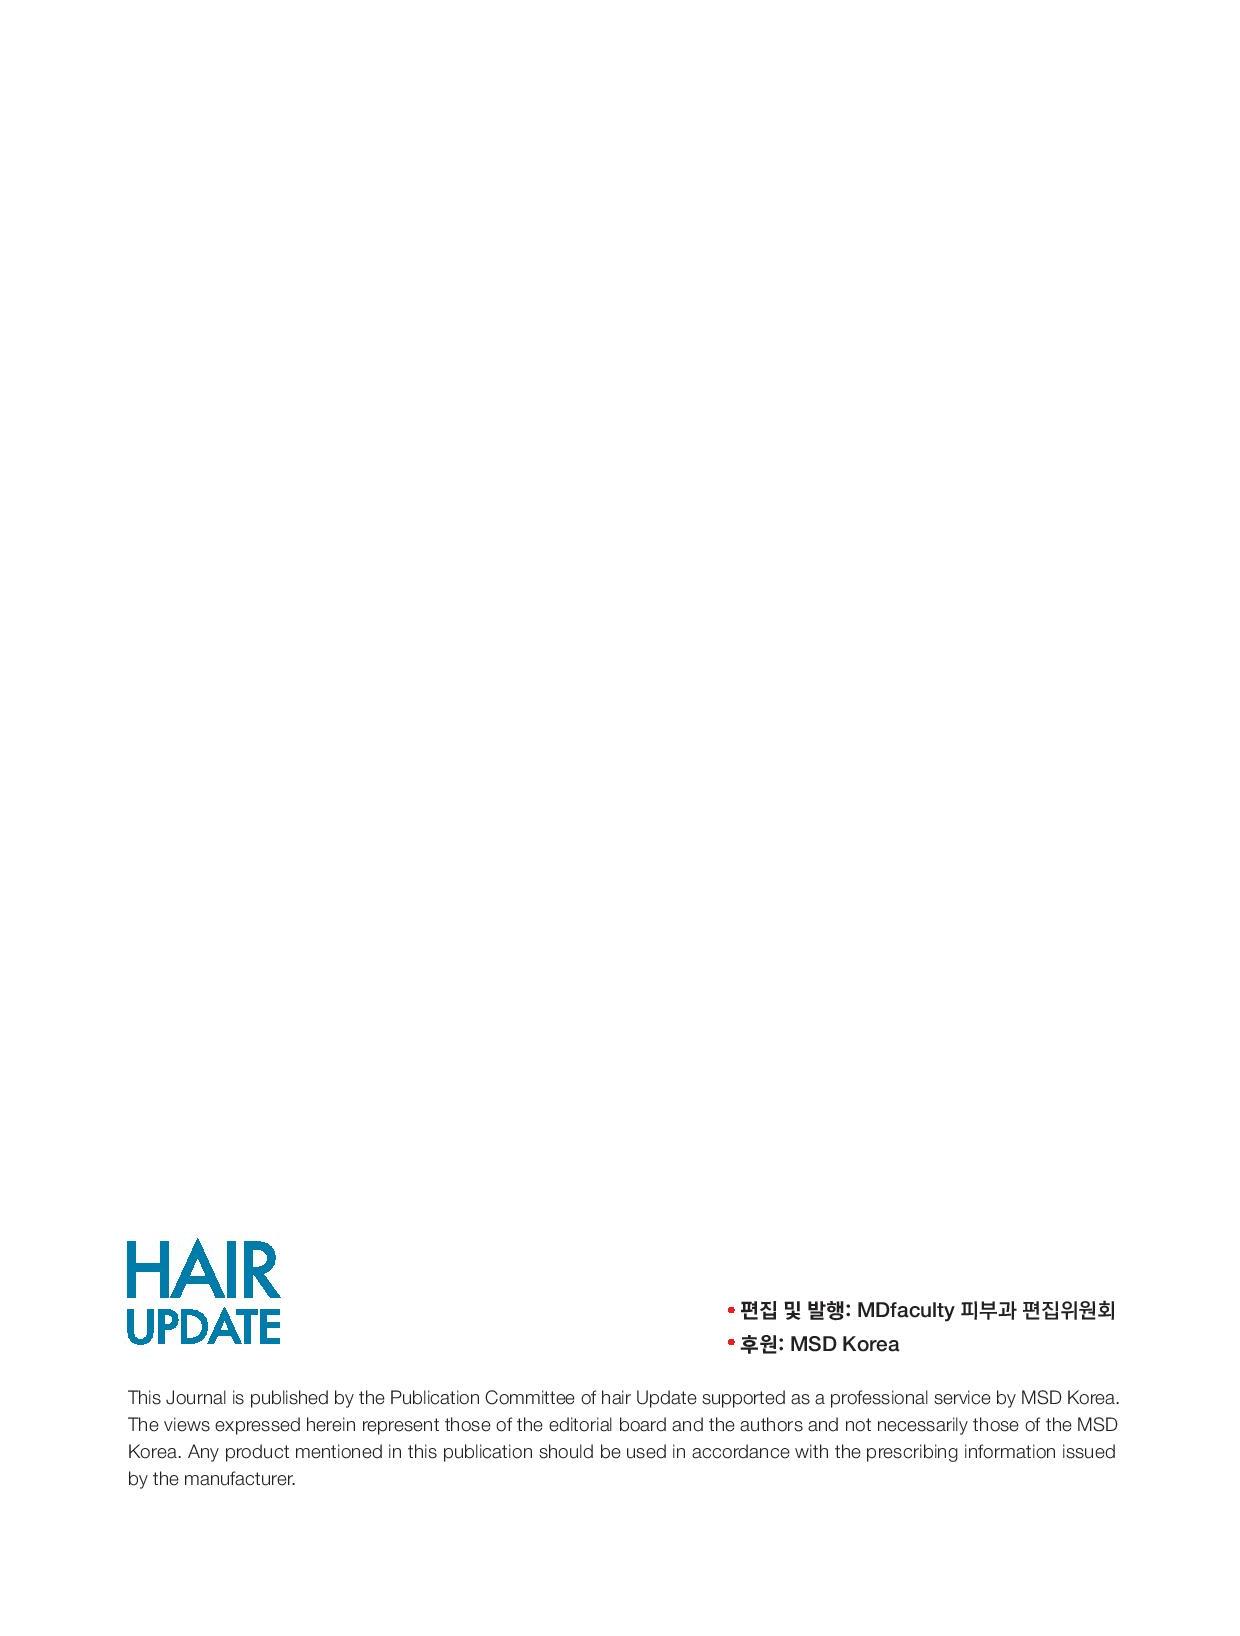 HAIR
UPDATE
• 편집 및 발행: MDfaculty 피부과 편집위원회
• 후원: MSD Korea
This Journal is published by the Publication Committee of hair Update supported as a professional service by MSD Korea.
The views expressed herein represent those of the editorial board and the authors and not necessarily those of the MSD
Korea. Any product mentioned in this publication should be used in accordance with the prescribing information issued
by the manufacturer.